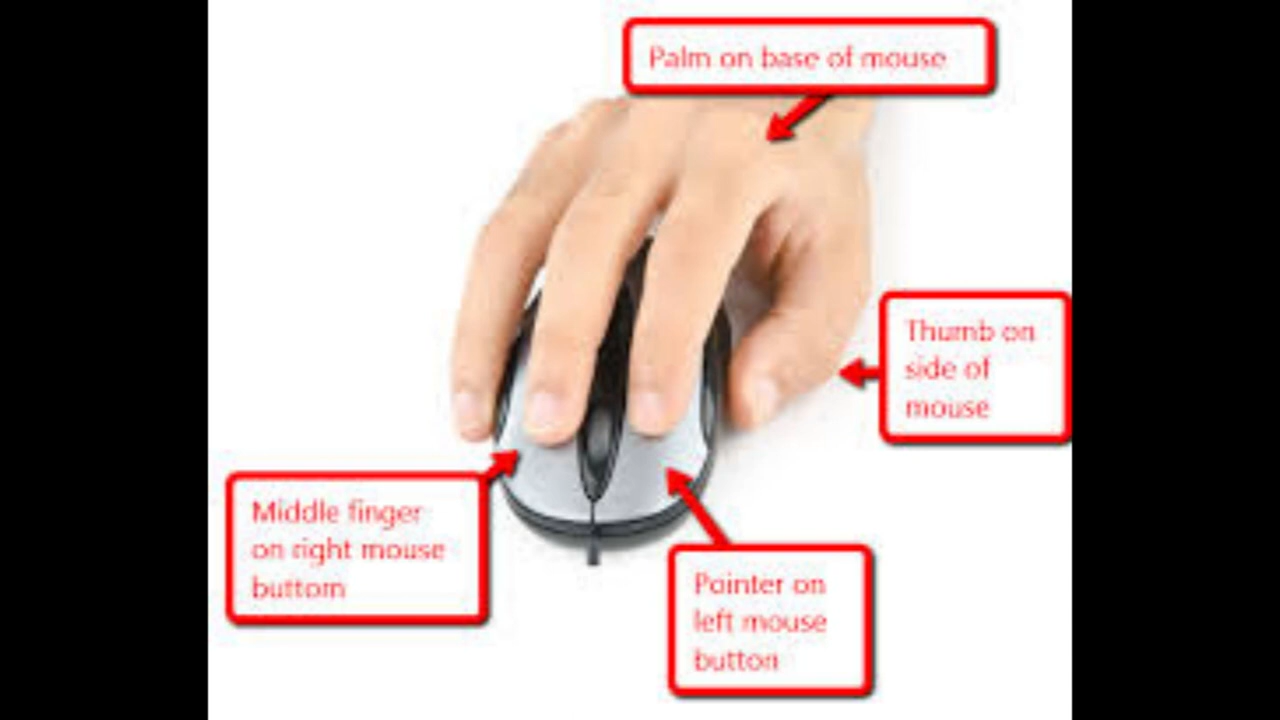 Palm on base of mouse
Thumb on
side of
mouse
Middle finger
on right mouse
buttom
Pointer on
left mouse
button